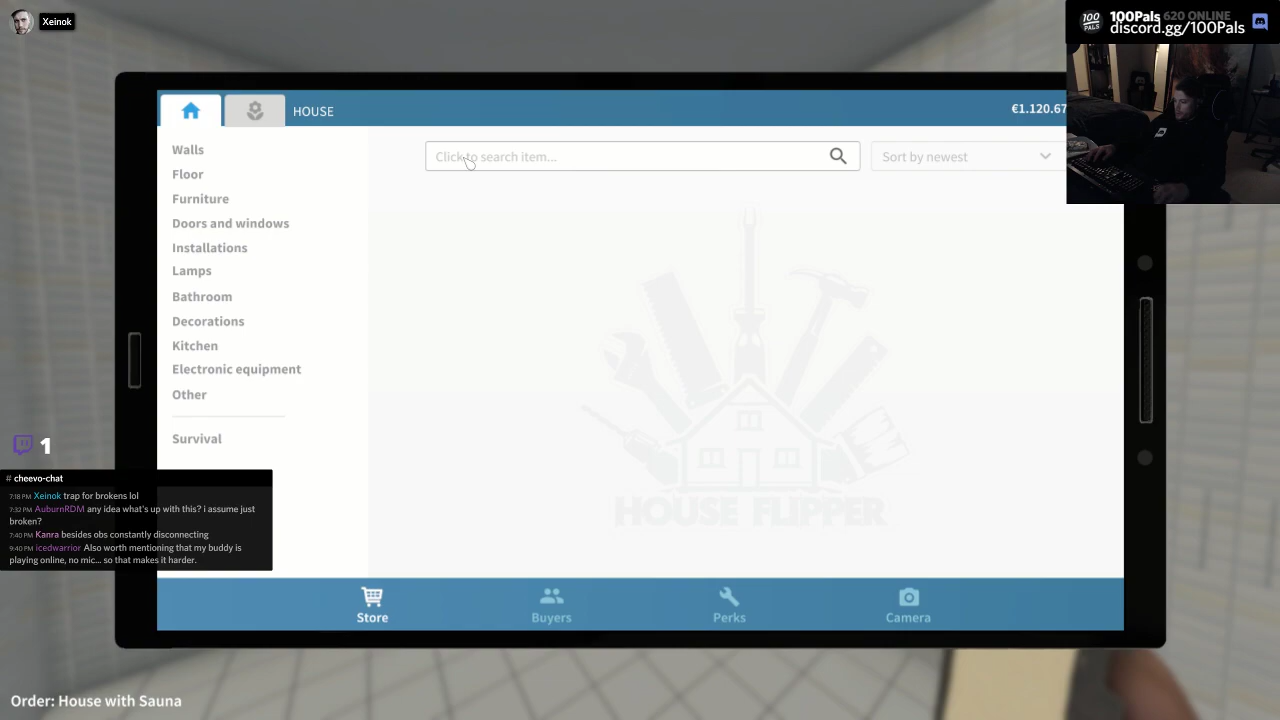 Xeinok
100Pals 620 ONLINE
discord.gg/100Pals
100
PALS
HOUSE
€1.120.67
Click to search item...
Sort by newest
Walls
Floor
Furniture
Doors and windows
Installations
Lamps
Bathroom
Decorations
Kitchen
Electronic equipment
Other
Survival
HOUSE FLIPPER
1
# cheevo-chat
7:18 PM Xeinok trap for brokens lol
7:32 PM AuburnRDM any idea what's up with this? i assume just
broken?
7:40 PM Kanra besides obs constantly disconnecting
9:40 PM icedwarrior Also worth mentioning that my buddy is
playing online, no mic... so that makes it harder.
Store
Buyers
Perks
Camera
Order: House with Sauna